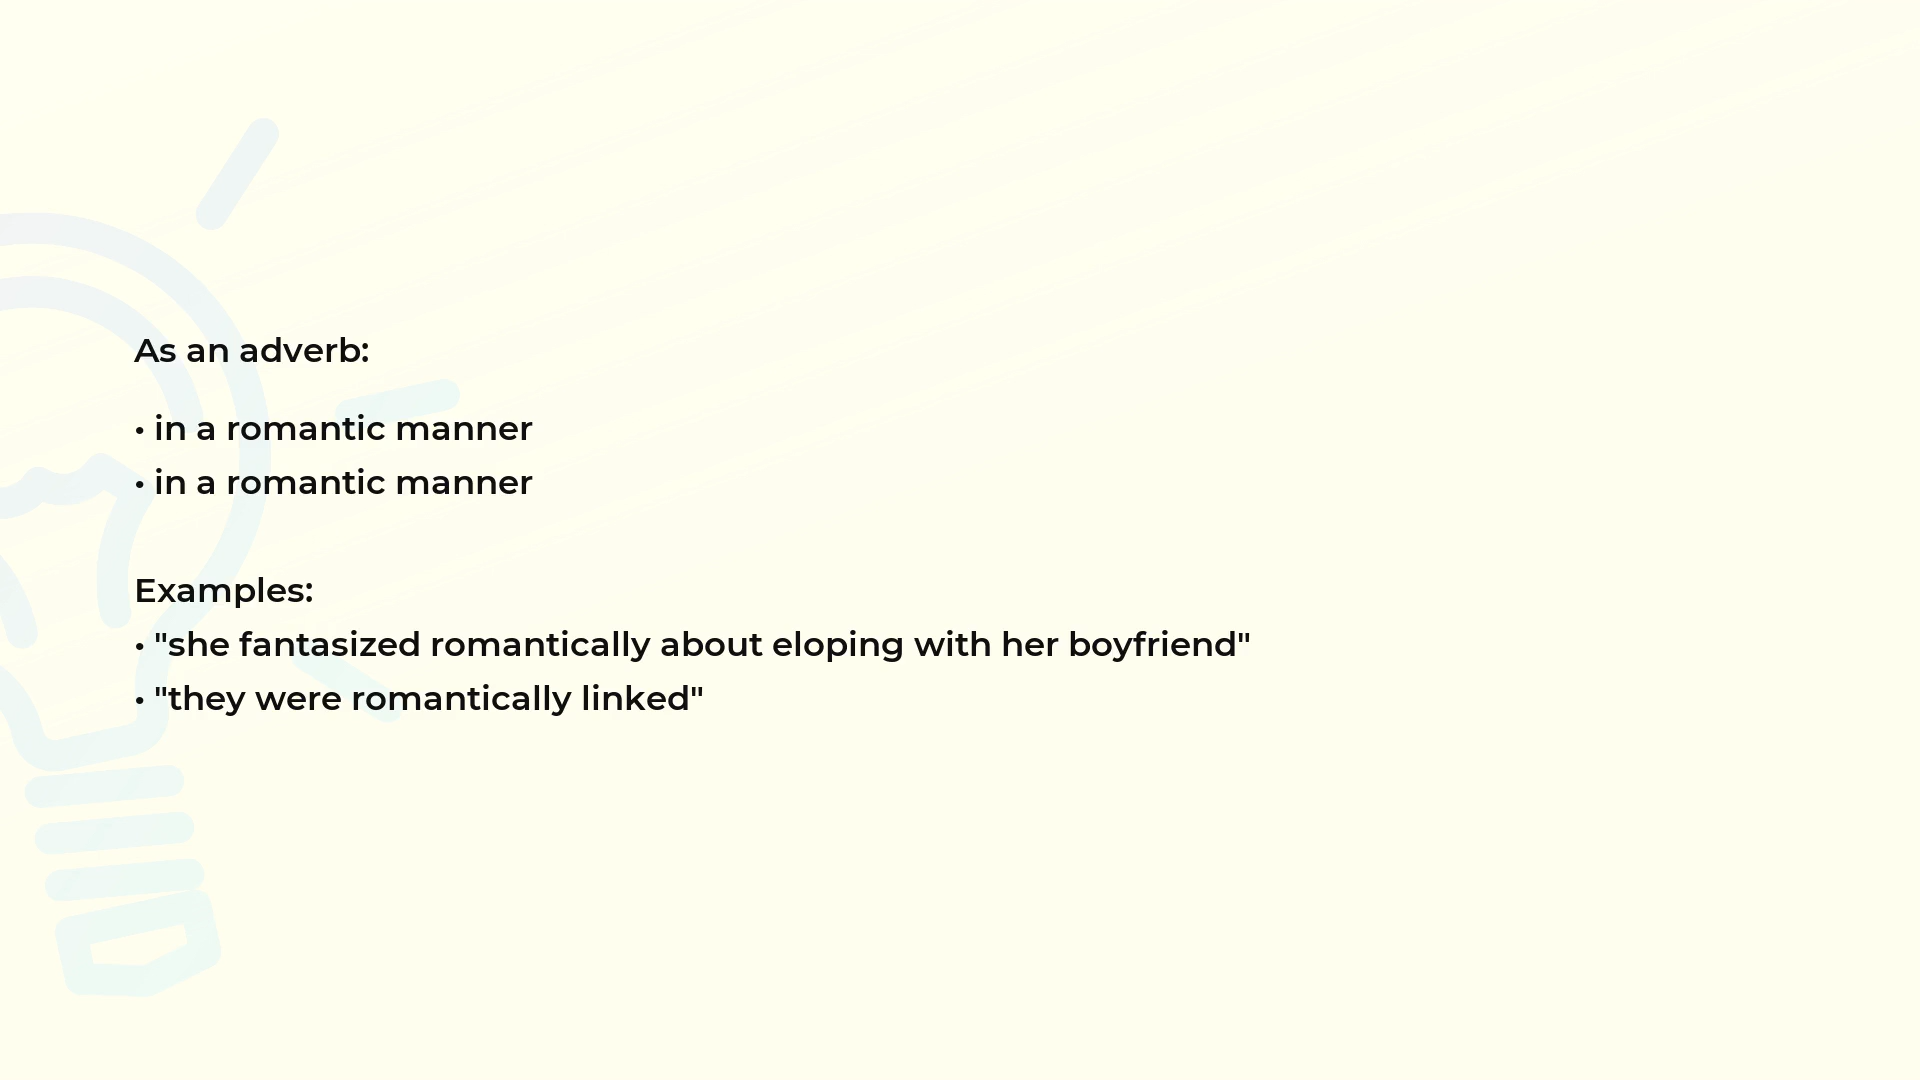 As an adverb:
• in a romantic manner
• in a romantic manner
Examples:
• "she fantasized romantically about eloping with her boyfriend"
• "they were romantically linked"